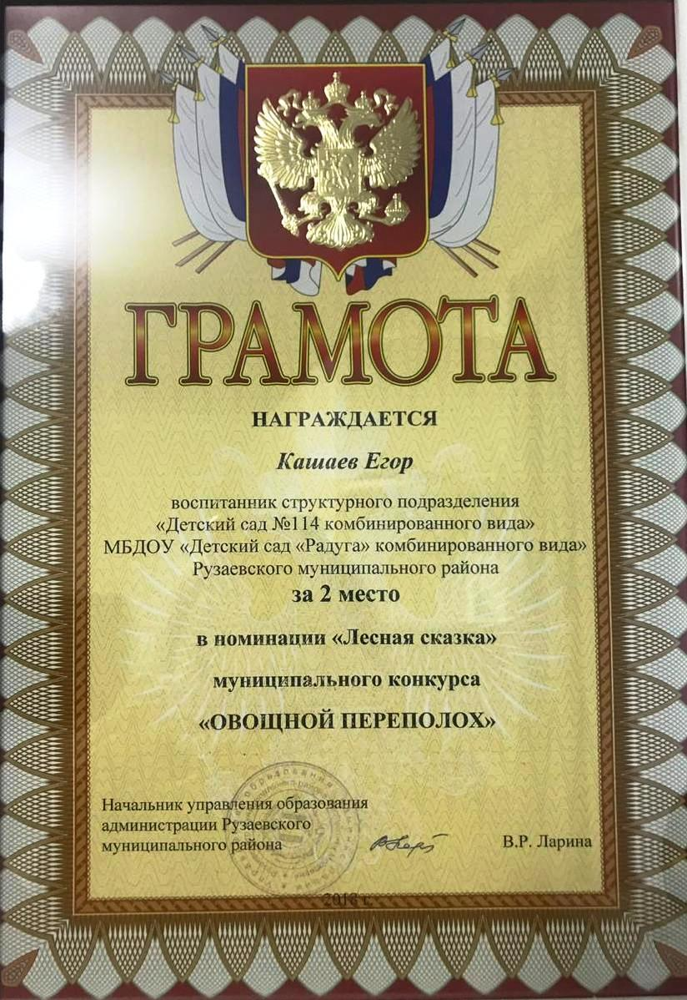 ГРАМОТА
НАГРАЖДАЕТСЯ
Кашаев Егор
воспитанник структурного подразделения
«Детский сад №114 комбинированного вида»
МБДОУ «Детский сад «Радуга» комбинированного вида»
Рузаевского муниципального района
за 2 место
в номинации «Лесная сказка»
муниципального конкурса
«ОВОЩНОЙ ПЕРЕПОЛОХ»
Начальник управления образования
администрации Рузаевского
муниципального района
В.Р. Ларина
2018 г.